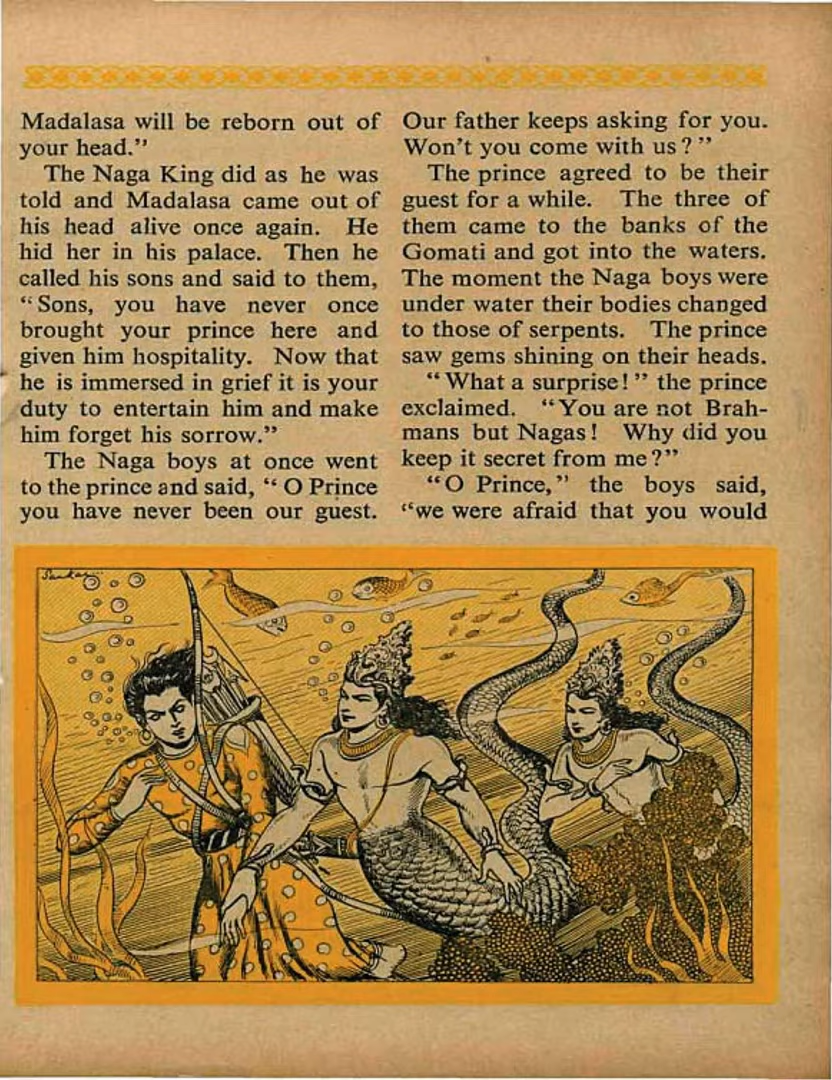 Madalasa will be reborn out of
your head."
The Naga King did as he was
told and Madalasa came out of
his head alive once again. He
hid her in his palace. Then he
called his sons and said to them,
"Sons, you have never once
brought your prince here and
given him hospitality. Now that
he is immersed in grief it is your
duty to entertain him and make
him forget his sorrow."
The Naga boys at once went
to the prince and said, "O Prince
you have never been our guest.
Our father keeps asking for you.
Won't you come with us?"
The prince agreed to be their
guest for a while. The three of
them came to the banks of the
Gomati and got into the waters.
The moment the Naga boys were
under water their bodies changed
to those of serpents. The prince
saw gems shining on their heads.
"What a surprise!" the prince
exclaimed. "You are not Brah-
mans but Nagas! Why did you
keep it secret from me?"
"O Prince," the boys said,
"we were afraid that you would
Sankar...